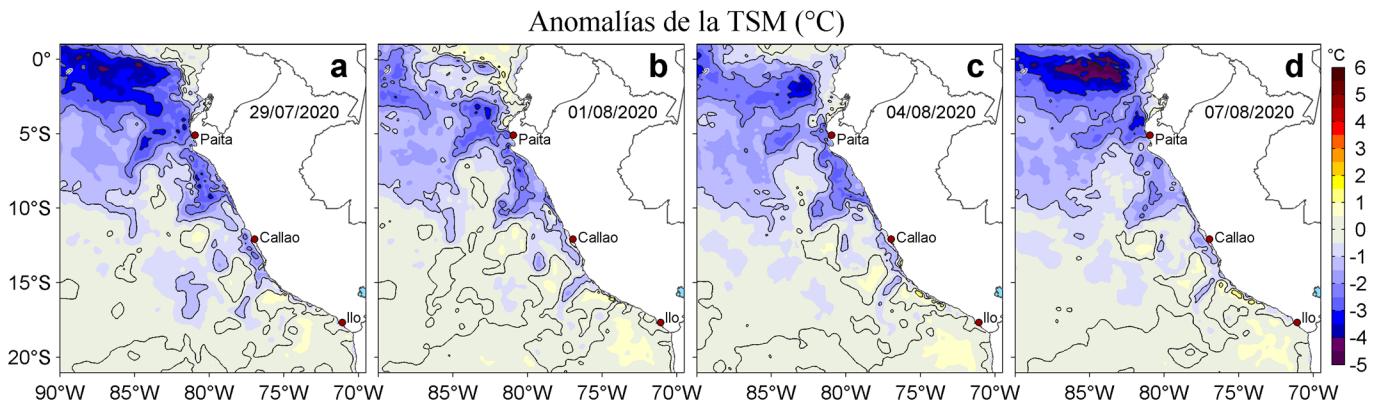 Anomalías de la TSM (°C)
a
29/07/2020
Paita
Callao
Ilo
b
01/08/2020
Paita
Callao
Ilo
c
04/08/2020
Paita
Callao
Ilo
d
07/08/2020
Paita
Callao
Ilo
0°
5°S
10°S
15°S
20°S
90°W 85°W 80°W 75°W 70°W
85°W 80°W 75°W 70°W
85°W 80°W 75°W 70°W
85°W 80°W 75°W 70°W
°C
6
5
4
3
2
1
0
-1
-2
-3
-4
-5